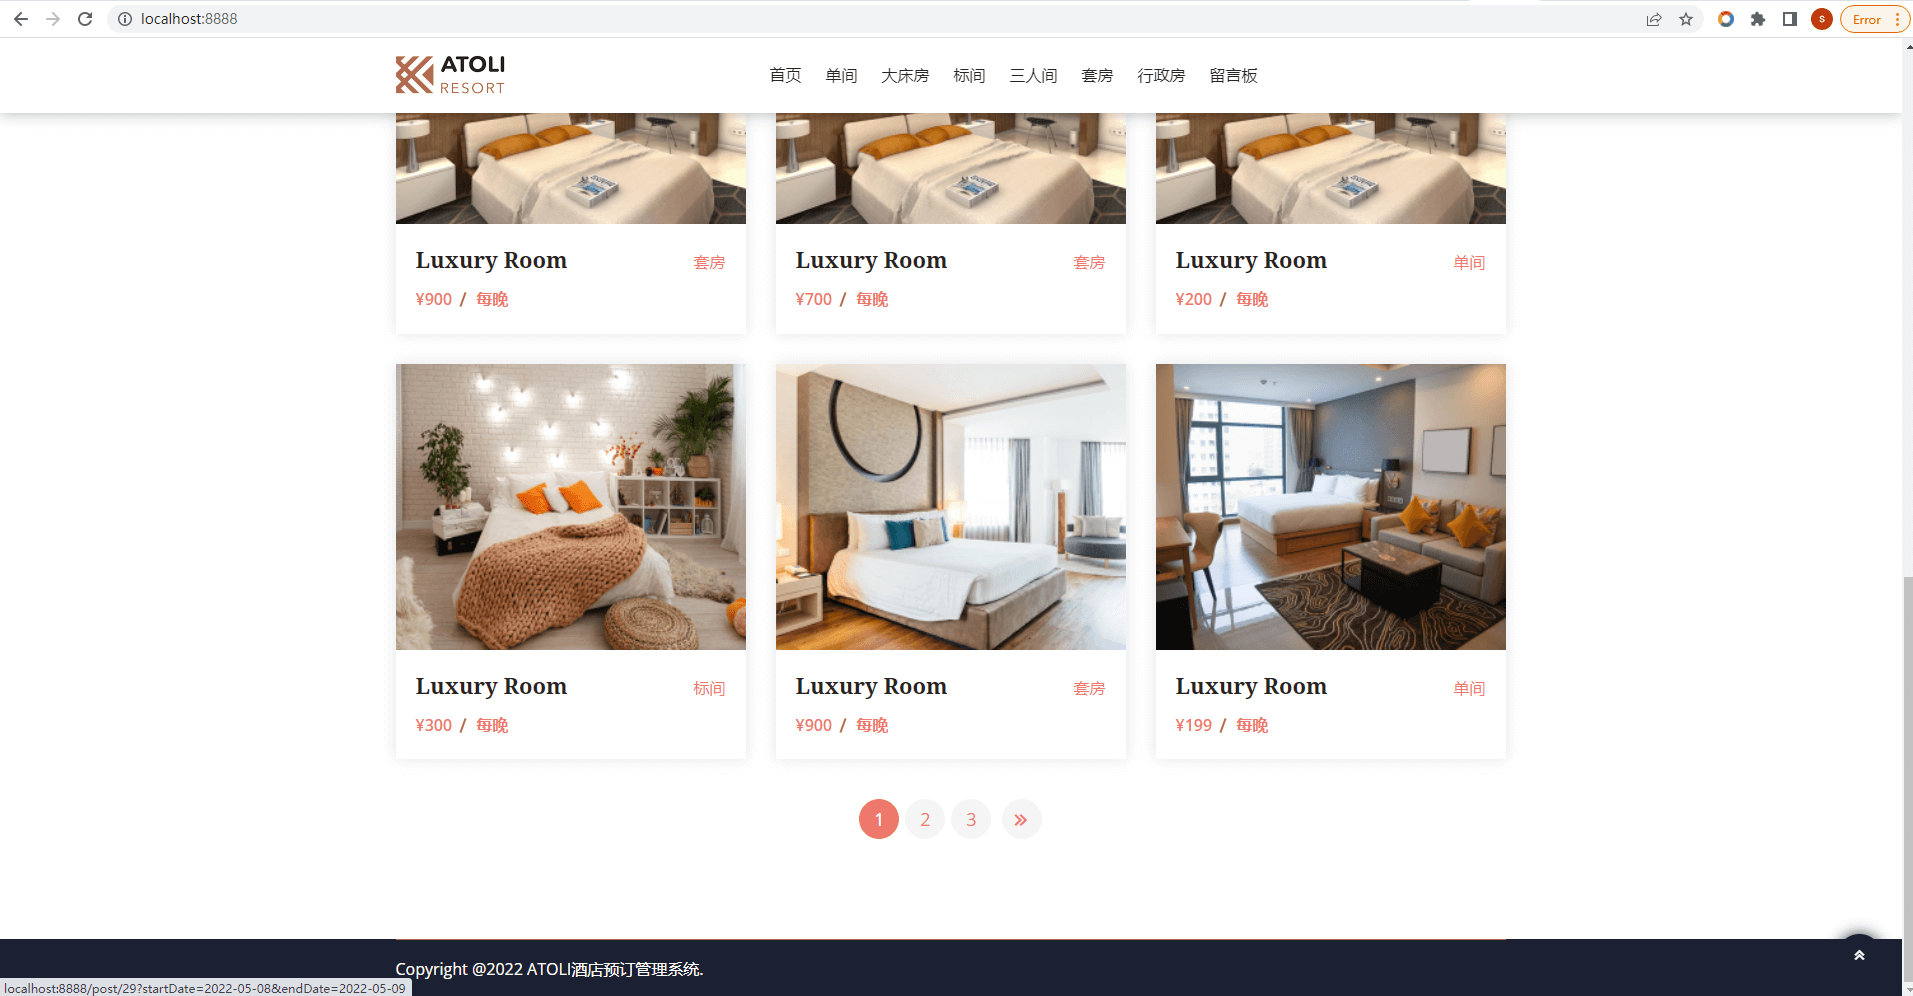 localhost:8888
S
Error
ATOLI
RESORT
首页 单间 大床房 标间 三人间 套房 行政房 留言板
Luxury Room 套房
¥900 / 每晚
Luxury Room 套房
¥700 / 每晚
Luxury Room 单间
¥200 / 每晚
Luxury Room 标间
¥300 / 每晚
Luxury Room 套房
¥900 / 每晚
Luxury Room 单间
¥199 / 每晚
1 2 3 »
Copyright @2022 ATOLI酒店预订管理系统.
localhost:8888/post/29?startDate=2022-05-08&endDate=2022-05-09